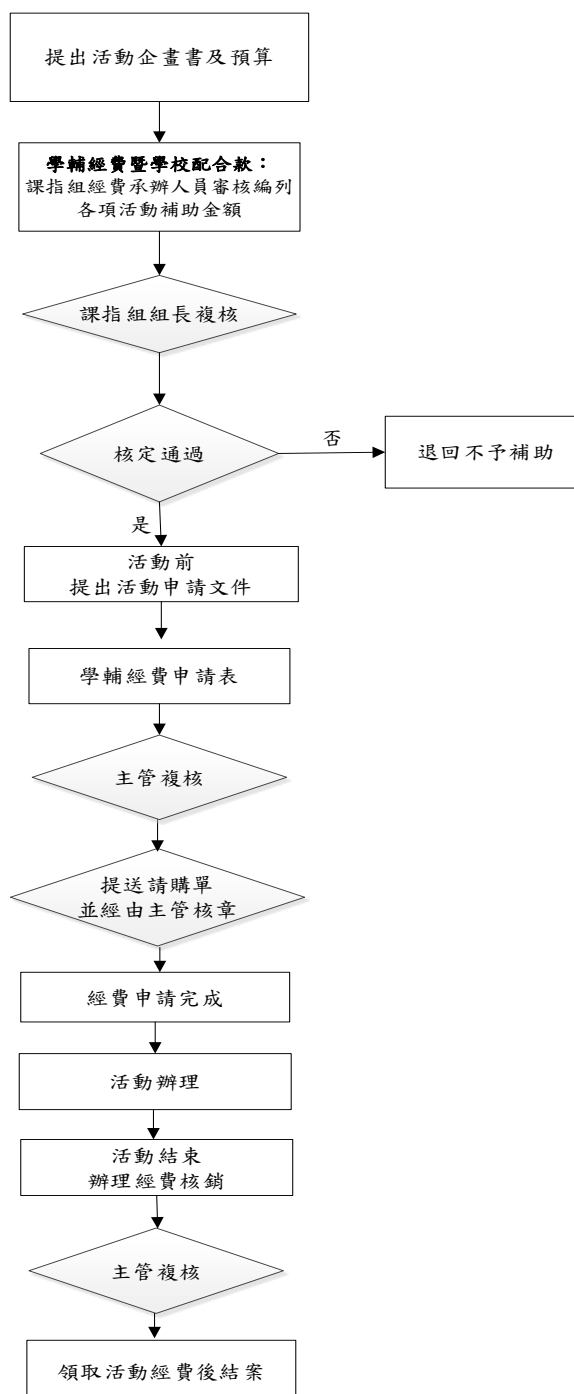 提出活動企畫書及預算
學輔經費暨學校配合款：
課指組經費承辦人員審核編列
各項活動補助金額
課指組組長複核
核定通過
否
退回不予補助
是
活動前
提出活動申請文件
學輔經費申請表
主管複核
提送請購單
並經由主管核章
經費申請完成
活動辦理
活動結束
辦理經費核銷
主管複核
領取活動經費後結案